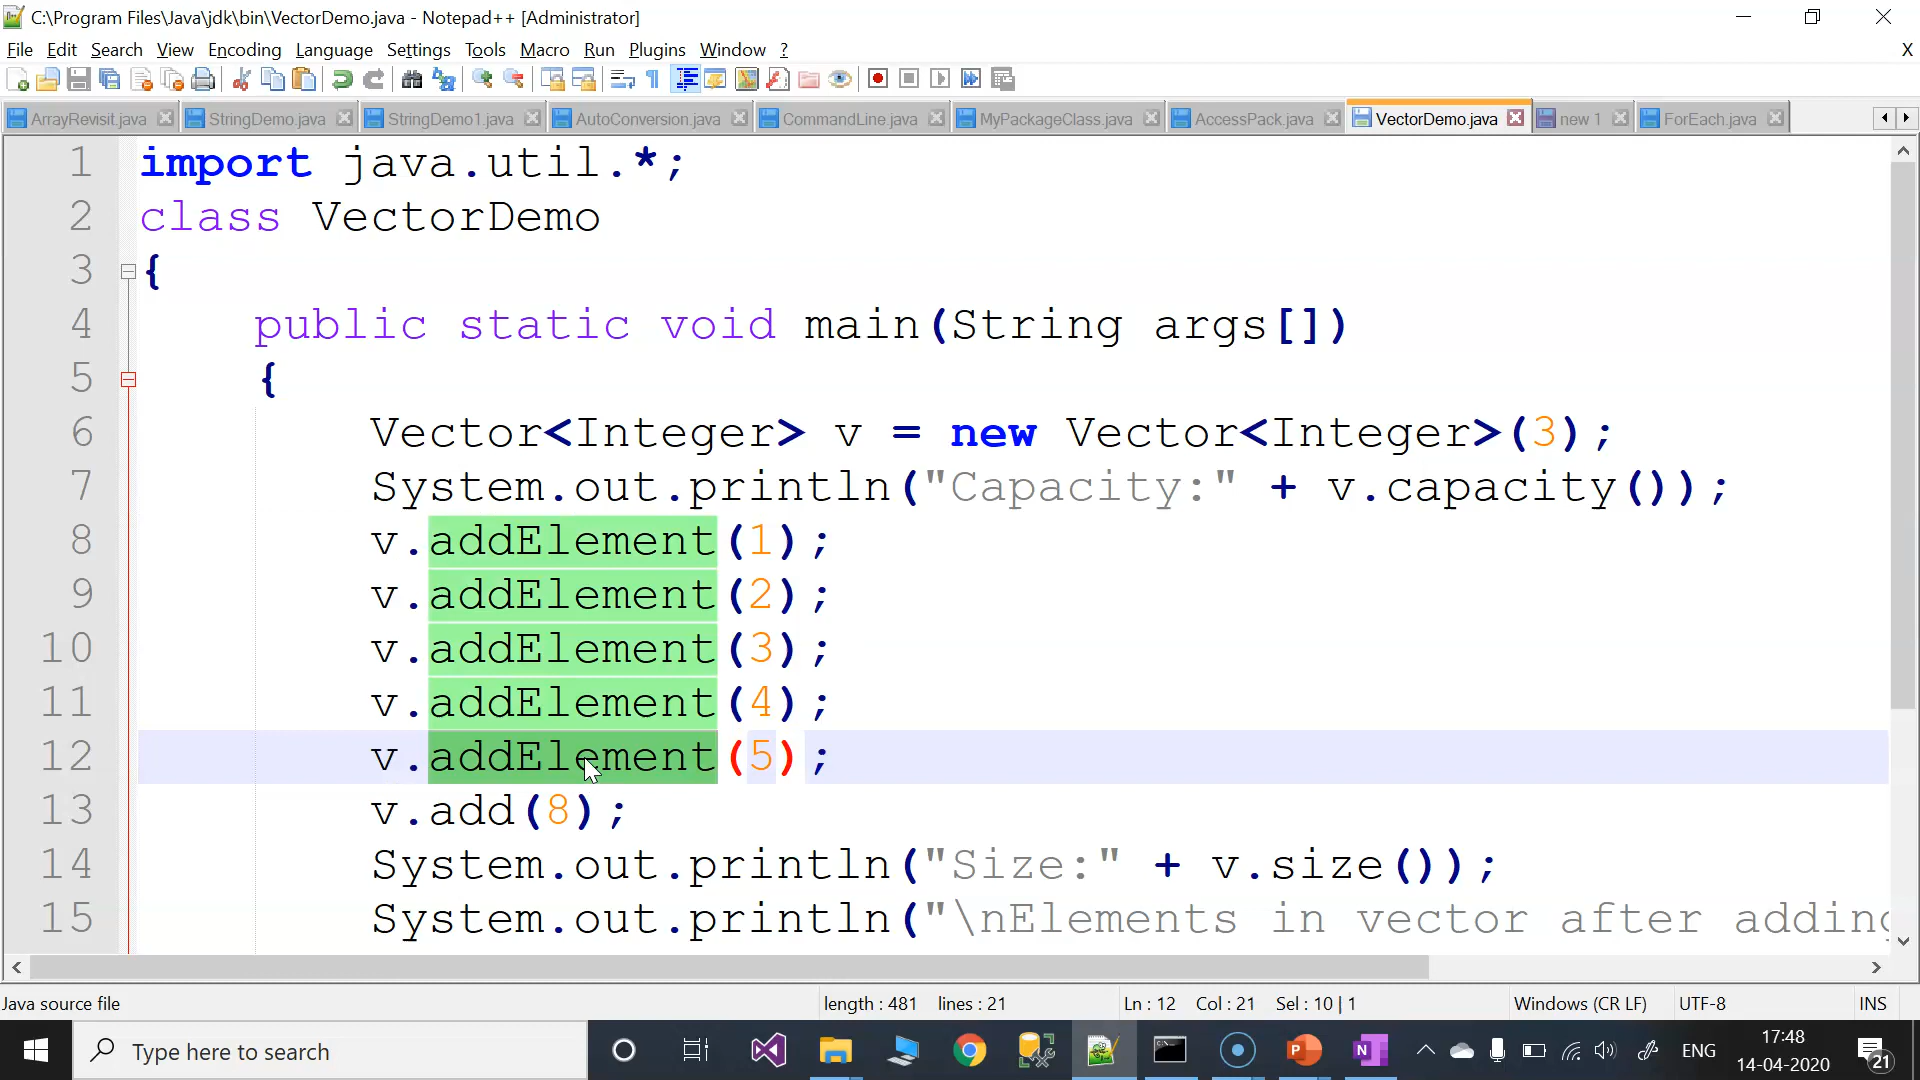 C:\Program Files\Java\jdk\bin\VectorDemo.java - Notepad++ [Administrator]
File Edit Search View Encoding Language Settings Tools Macro Run Plugins Window ? X
ArrayRevisit.java StringDemo.java StringDemo1.java AutoConversion.java CommandLine.java MyPackageClass.java AccessPack.java VectorDemo.java new 1 ForEach.java
1 import java.util.*;
2 class VectorDemo
3 {
4 public static void main(String args[])
5 {
6 Vector<Integer> v = new Vector<Integer>(3);
7 System.out.println("Capacity:" + v.capacity());
8 v.addElement(1);
9 v.addElement(2);
10 v.addElement(3);
11 v.addElement(4);
12 v.addElement(5);
13 v.add(8);
14 System.out.println("Size:" + v.size());
15 System.out.println("\nElements in vector after adding
Java source file length : 481 lines : 21 Ln : 12 Col : 21 Sel : 10 | 1 Windows (CR LF) UTF-8 INS
Type here to search ENG 17:48
14-04-2020 21